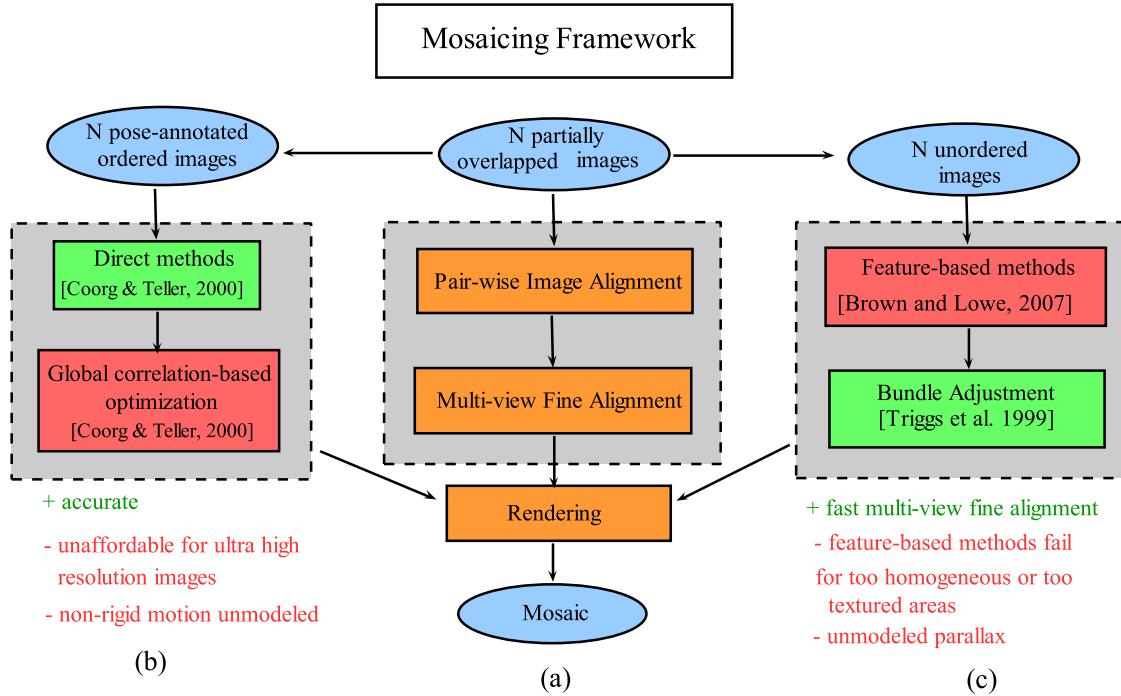 Mosaicing Framework
N pose-annotated
ordered images
N partially
overlapped images
N unordered
images
Direct methods
[Coorg & Teller, 2000]
Global correlation-based
optimization
[Coorg & Teller, 2000]
+ accurate
- unaffordable for ultra high
resolution images
- non-rigid motion unmodeled
(b)
Pair-wise Image Alignment
Multi-view Fine Alignment
Rendering
Mosaic
(a)
Feature-based methods
[Brown and Lowe, 2007]
Bundle Adjustment
[Triggs et al. 1999]
+ fast multi-view fine alignment
- feature-based methods fail
for too homogeneous or too
textured areas
- unmodeled parallax
(c)